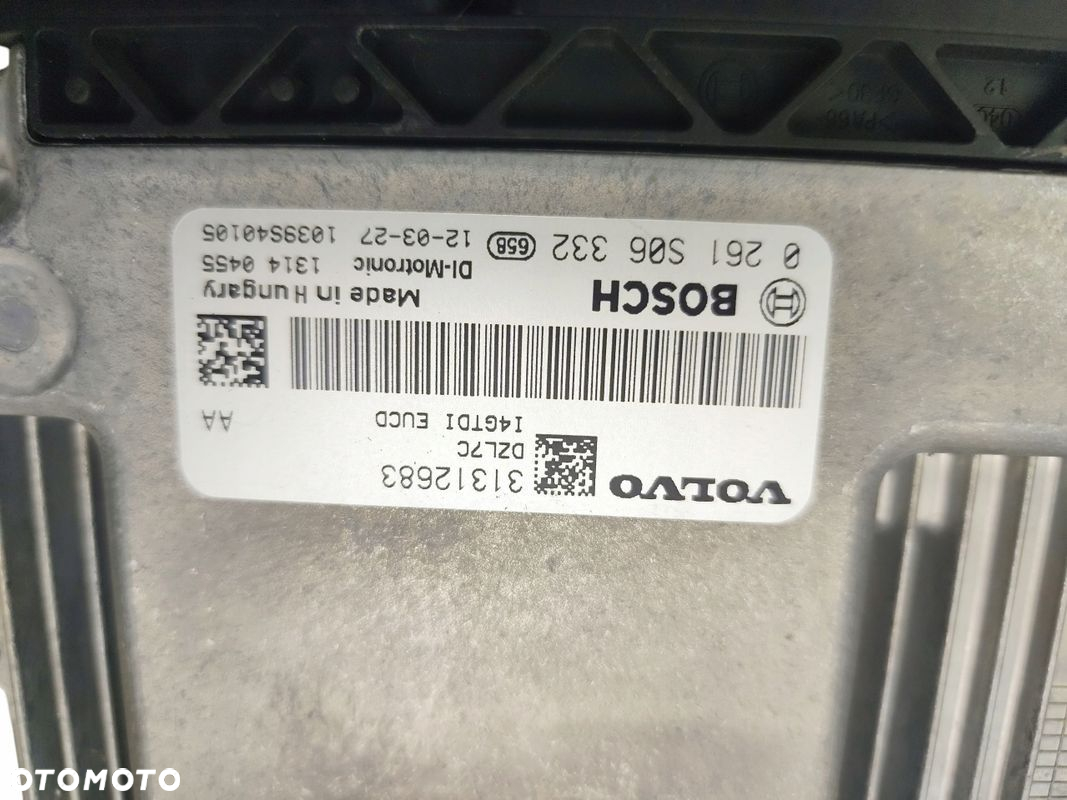 VOLVO 31312683
DZL7C
I4GTDI EUCD AA
BOSCH Made in Hungary
DI-Motronic 1314 0455
0 261 S06 332 658 12-03-27 1039S40105
12
OTOMOTO